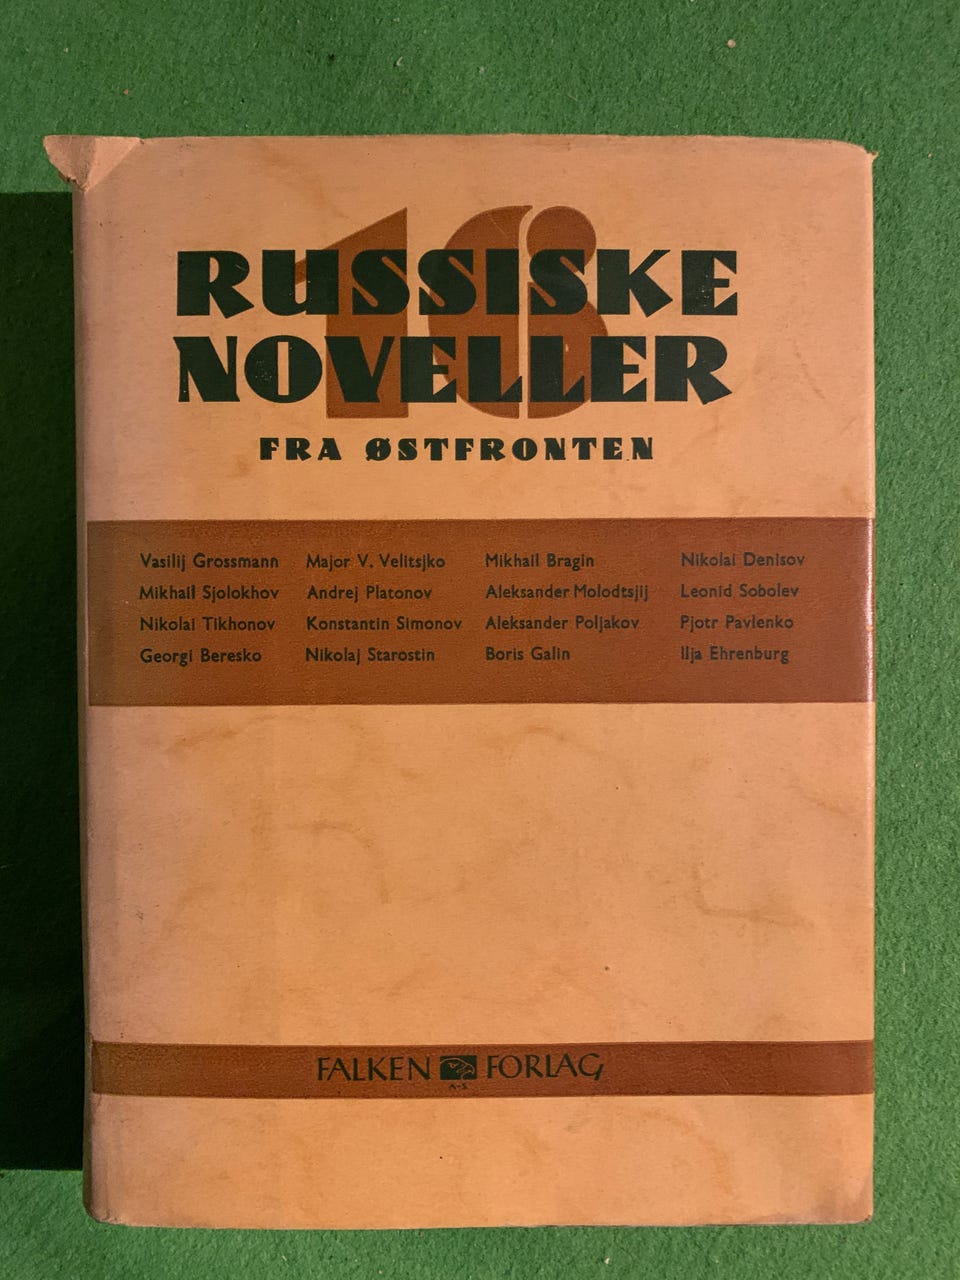 16
RUSSISKE
NOVELLER
FRA ØSTFRONTEN
Vasilij Grossmann Major V. Velitsjko Mikhail Bragin Nikolai Denisov
Mikhail Sjolokhov Andrej Platonov Aleksander Molodtsjij Leonid Sobolev
Nikolai Tikhonov Konstantin Simonov Aleksander Poljakov Pjotr Pavlenko
Georgi Beresko Nikolaj Starostin Boris Galin Ilja Ehrenburg
FALKEN FORLAG
A-S